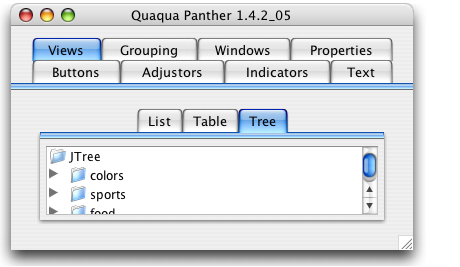 Quaqua Panther 1.4.2_05
Views Grouping Windows Properties
Buttons Adjustors Indicators Text
List Table Tree
JTree
colors
sports
food